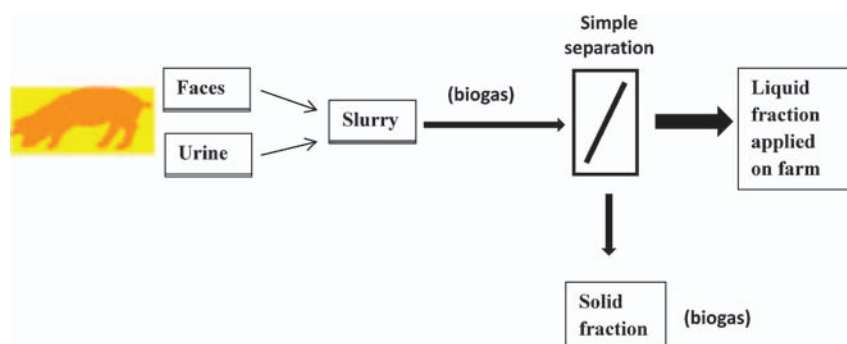 Simple
separation
Faces
Urine
Slurry
(biogas)
Liquid
fraction
applied
on farm
Solid
fraction
(biogas)